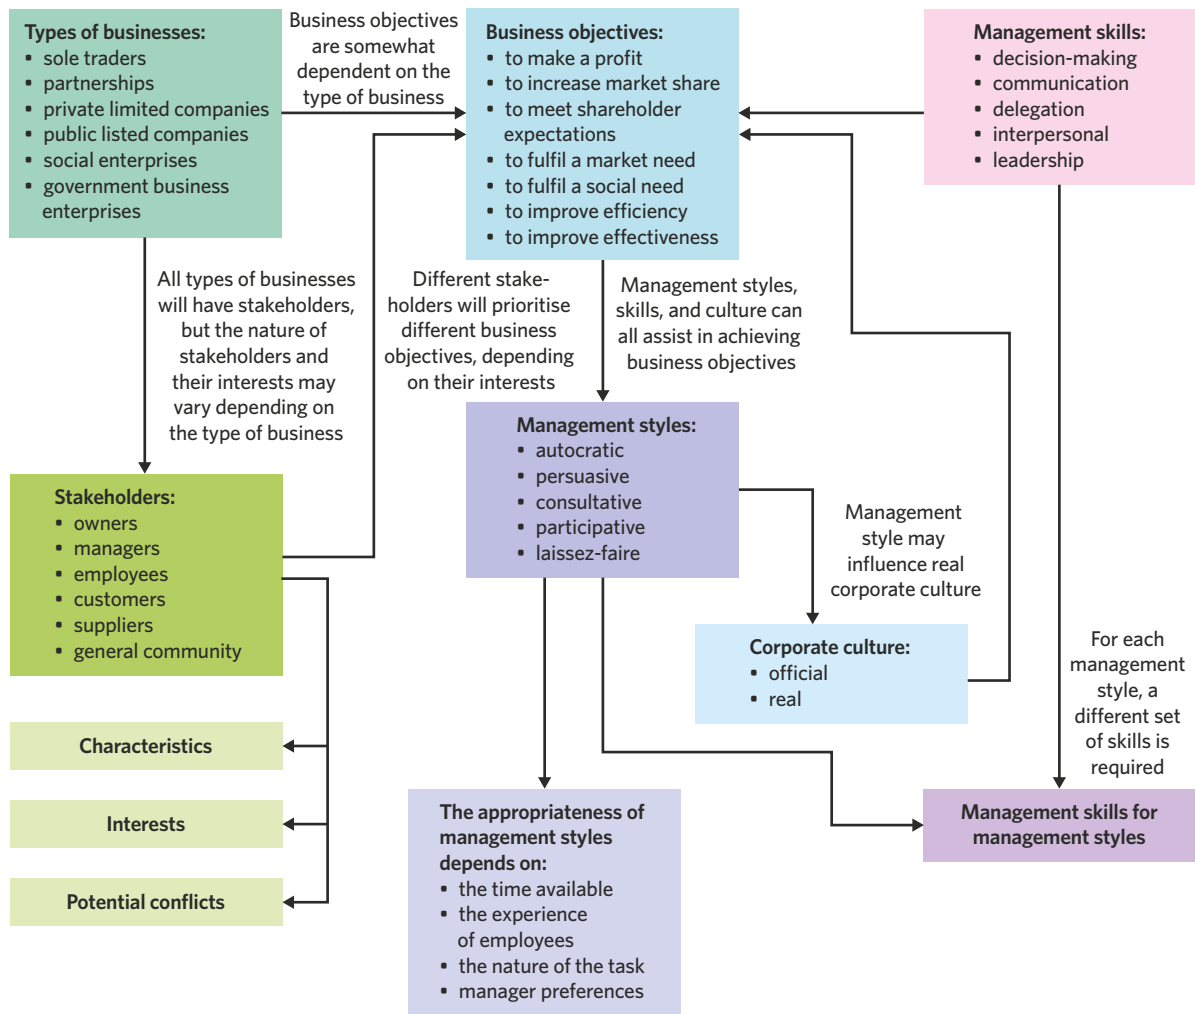 Types of businesses:
▪ sole traders
▪ partnerships
▪ private limited companies
▪ public listed companies
▪ social enterprises
▪ government business
enterprises
Business objectives
are somewhat
dependent on the
type of business
Business objectives:
▪ to make a profit
▪ to increase market share
▪ to meet shareholder
expectations
▪ to fulfil a market need
▪ to fulfil a social need
▪ to improve efficiency
▪ to improve effectiveness
Management skills:
▪ decision-making
▪ communication
▪ delegation
▪ interpersonal
▪ leadership
All types of businesses
will have stakeholders,
but the nature of
stakeholders and
their interests may
vary depending on
the type of business
Different stake-
holders will prioritise
different business
objectives, depending
on their interests
Management styles,
skills, and culture can
all assist in achieving
business objectives
Management styles:
▪ autocratic
▪ persuasive
▪ consultative
▪ participative
▪ laissez-faire
Stakeholders:
▪ owners
▪ managers
▪ employees
▪ customers
▪ suppliers
▪ general community
Management
style may
influence real
corporate culture
Corporate culture:
▪ official
▪ real
For each
management
style, a
different set
of skills is
required
Characteristics
Interests
Potential conflicts
The appropriateness of
management styles
depends on:
▪ the time available
▪ the experience
of employees
▪ the nature of the task
▪ manager preferences
Management skills for
management styles